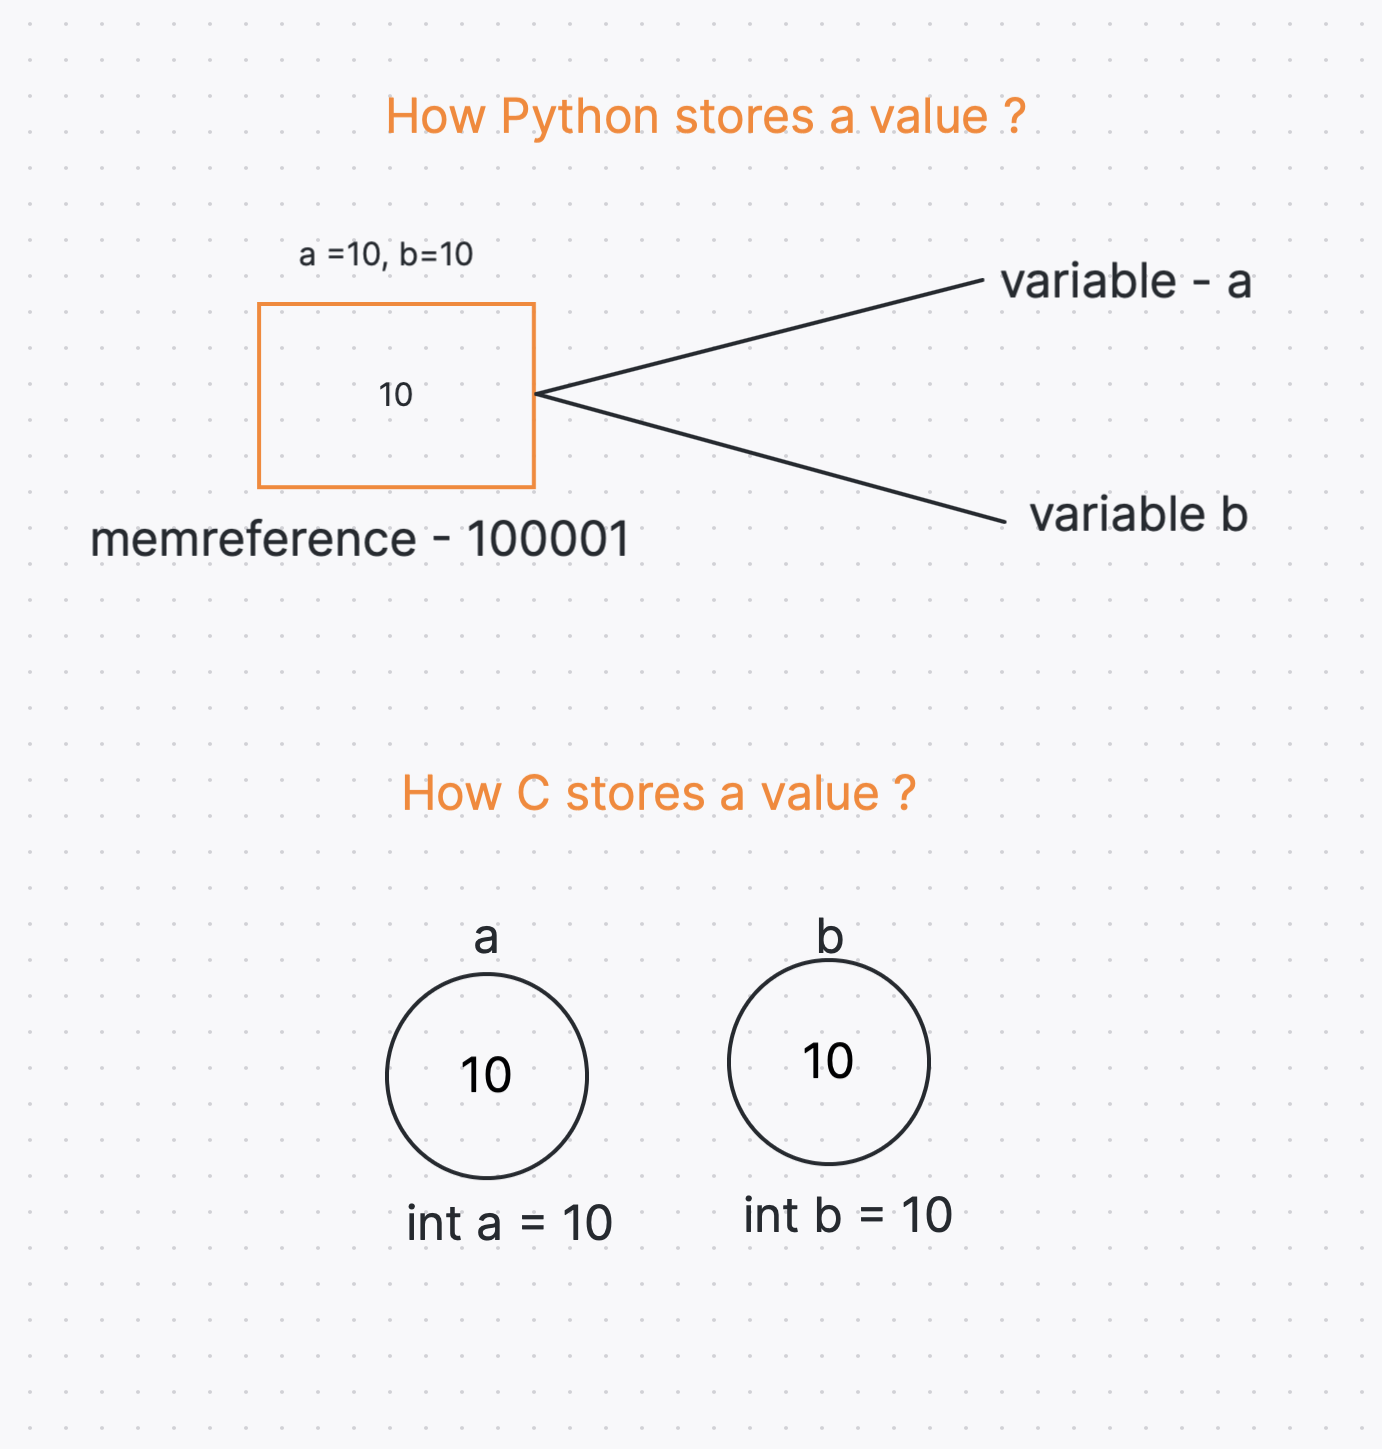 How Python stores a value ?
a =10, b=10
variable - a
10
variable b
memreference - 100001
How C stores a value ?
a
b
10
10
int a = 10
int b = 10